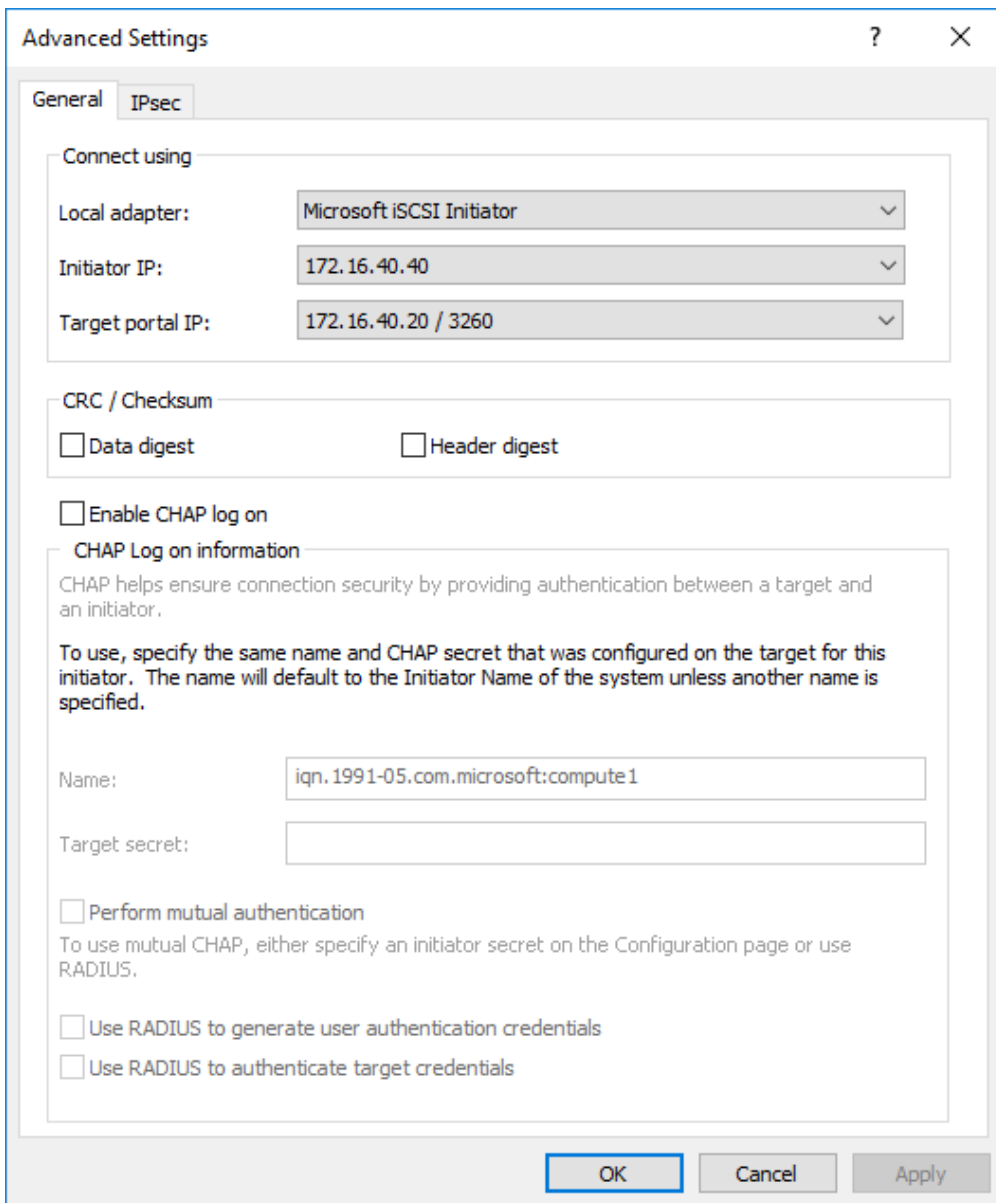 Advanced Settings
?
General
IPsec
Connect using
Local adapter:
Microsoft iSCSI Initiator
Initiator IP:
172.16.40.40
Target portal IP:
172.16.40.20 / 3260
CRC / Checksum
Data digest
Header digest
Enable CHAP log on
CHAP Log on information
CHAP helps ensure connection security by providing authentication between a target and
an initiator.
To use, specify the same name and CHAP secret that was configured on the target for this
initiator.  The name will default to the Initiator Name of the system unless another name is
specified.
Name:
iqn.1991-05.com.microsoft:compute1
Target secret:
Perform mutual authentication
To use mutual CHAP, either specify an initiator secret on the Configuration page or use
RADIUS.
Use RADIUS to generate user authentication credentials
Use RADIUS to authenticate target credentials
OK
Cancel
Apply